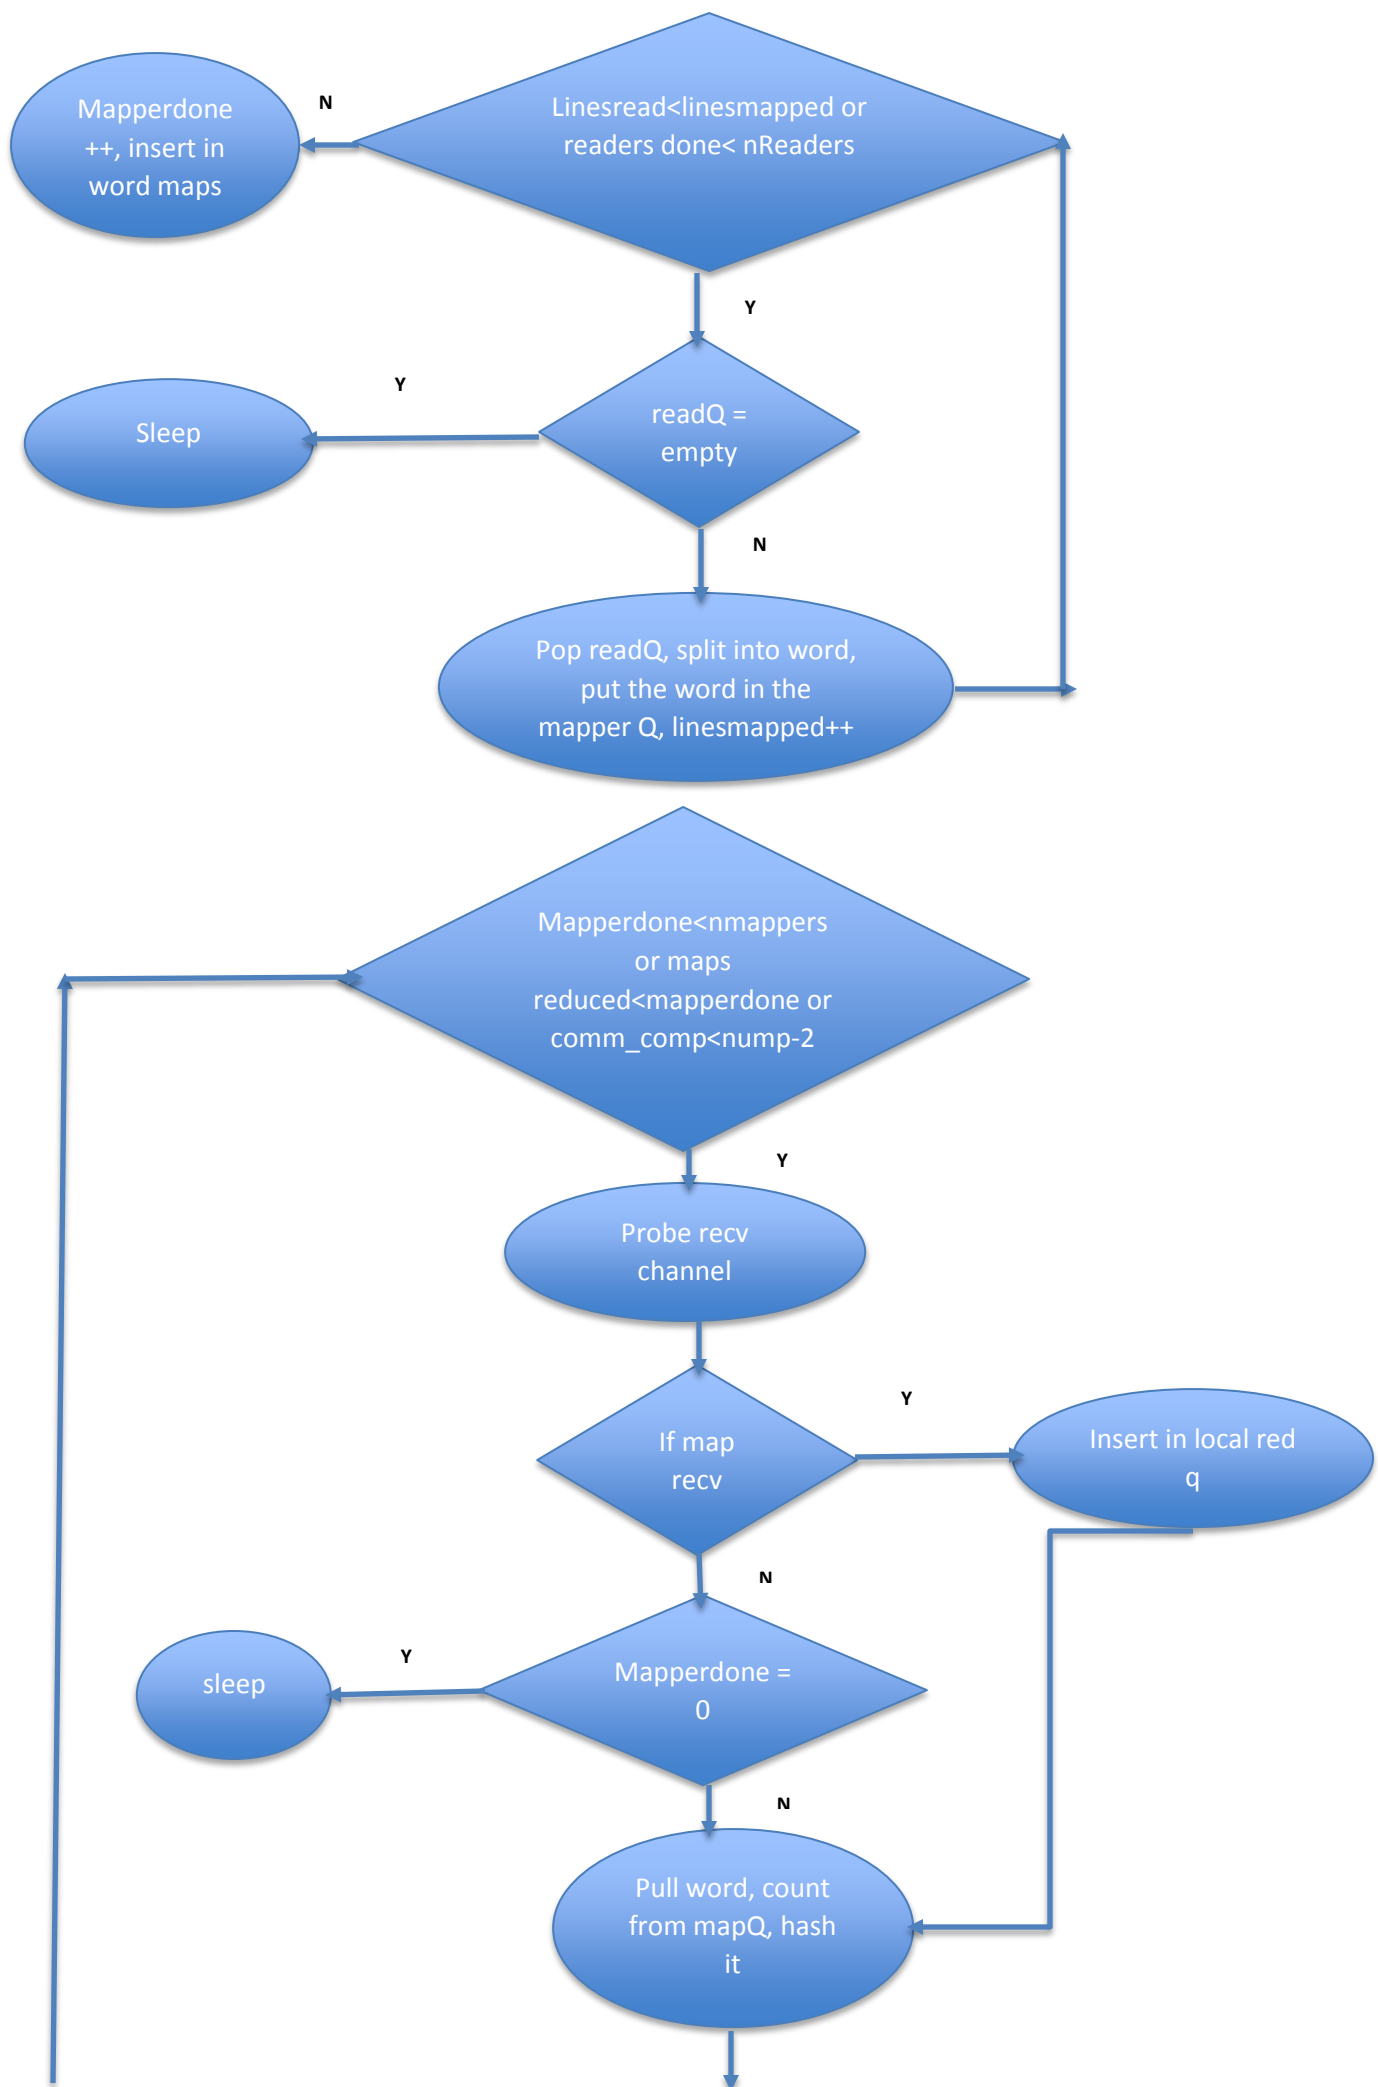 Linesread<linesmapped or
readers done< nReaders
N
Mapperdone
++, insert in
word maps
Y
readQ =
empty
Y
Sleep
N
Pop readQ, split into word,
put the word in the
mapper Q, linesmapped++
Mapperdone<nmappers
or maps
reduced<mapperdone or
comm_comp<nump-2
Y
Probe recv
channel
If map
recv
Y
Insert in local red
q
N
Mapperdone =
0
Y
sleep
N
Pull word, count
from mapQ, hash
it